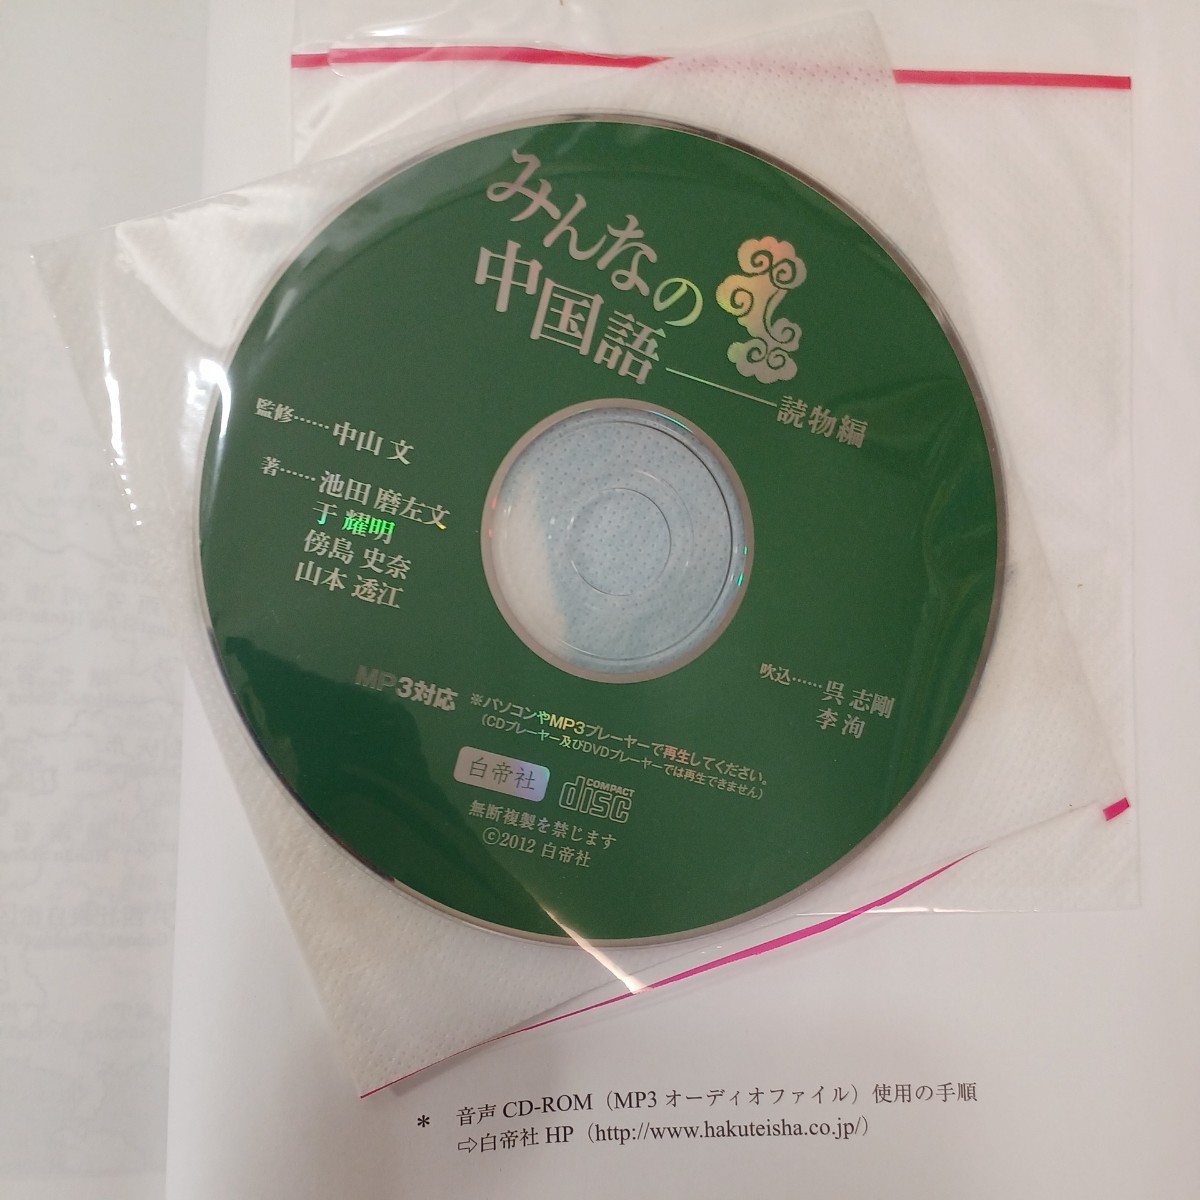 みんなの
中国語――読物編
監修……中山 文
著……池田 磨左文
于 耀明
傍島 史奈
山本 透江
吹込……呉 志剛
李 洵
MP3対応
※パソコンやMP3プレーヤーで再生してください。
(CDプレーヤー及びDVDプレーヤーでは再生できません)
白帝社
COMPACT
disc
無断複製を禁じます
©2012 白帝社
* 音声 CD-ROM（MP3 オーディオファイル）使用の手順
⇨白帝社 HP（http://www.hakuteisha.co.jp/）